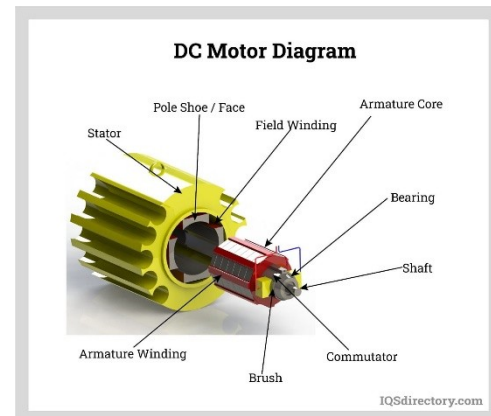 DC Motor Diagram
Armature Core
Pole Shoe / Face
Field Winding
Stator
Bearing
Shaft
Armature Winding
Commutator
Brush
IQSdirectory.com